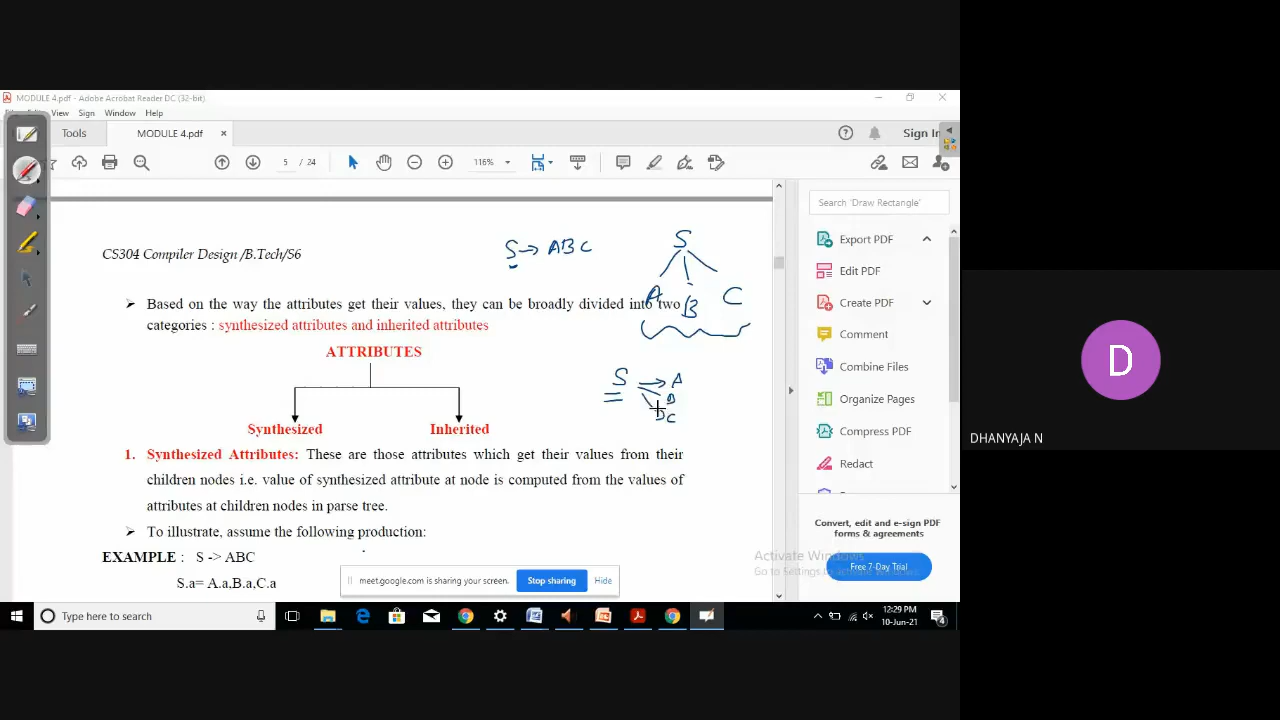 MODULE 4.pdf - Adobe Acrobat Reader DC (32-bit)
View Sign Window Help
Tools MODULE 4.pdf × Sign In
5 / 24 116%
Search 'Draw Rectangle'
Export PDF
Edit PDF
Create PDF
Comment
Combine Files
Organize Pages
Compress PDF
Redact
Convert, edit and e-sign PDF
forms & agreements
Free 7-Day Trial
CS304 Compiler Design /B.Tech/S6
S → ABC
S
A B C
➢ Based on the way the attributes get their values, they can be broadly divided into two
categories : synthesized attributes and inherited attributes
ATTRIBUTES
S → A
B
C
Synthesized Inherited
1. Synthesized Attributes: These are those attributes which get their values from their
children nodes i.e. value of synthesized attribute at node is computed from the values of
attributes at children nodes in parse tree.
➢ To illustrate, assume the following production:
EXAMPLE : S -> ABC
S.a= A.a,B.a,C.a
Activate Windows
Go to Settings to activate Windows.
meet.google.com is sharing your screen. Stop sharing Hide
Type here to search
12:29 PM
10-Jun-21
4
D
DHANYAJA N